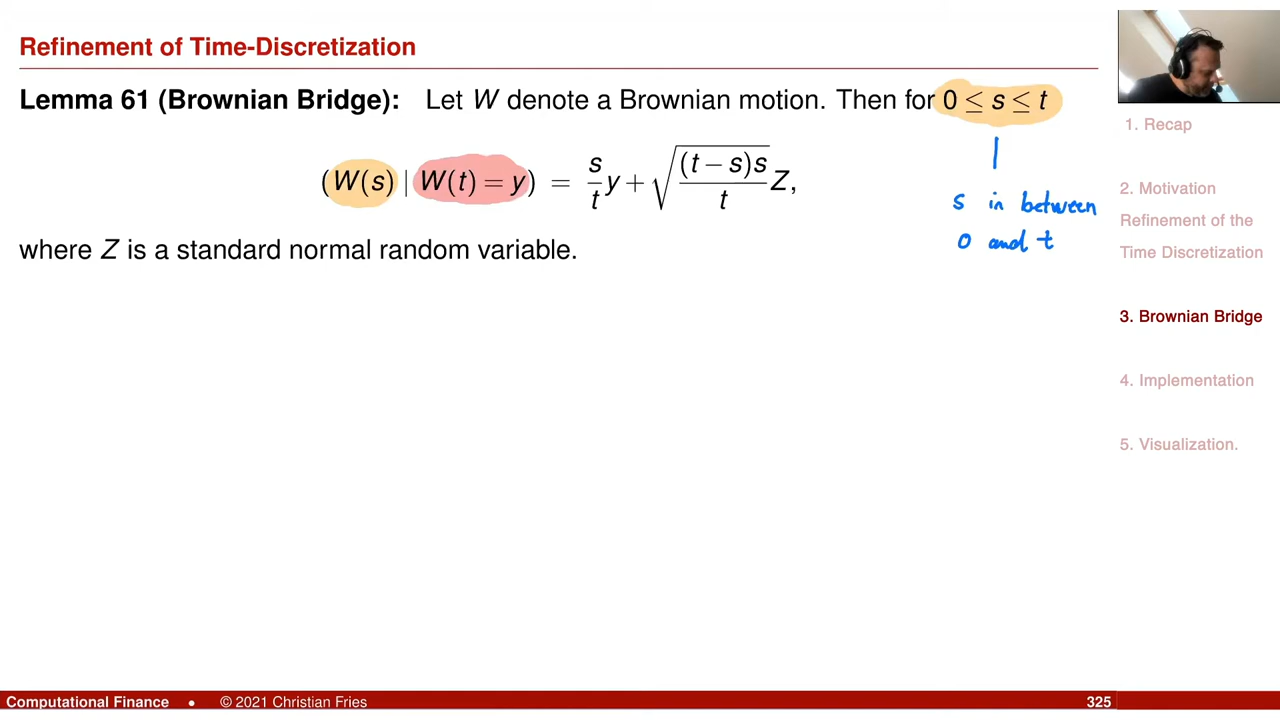 Refinement of Time-Discretization
Lemma 61 (Brownian Bridge): Let W denote a Brownian motion. Then for 0 ≤ s ≤ t
(W(s) | W(t) = y) = s/t y + √((t − s)s/t) Z,
where Z is a standard normal random variable.
s in between
0 and t
1. Recap
2. Motivation
Refinement of the
Time Discretization
3. Brownian Bridge
4. Implementation
5. Visualization.
Computational Finance • © 2021 Christian Fries 325